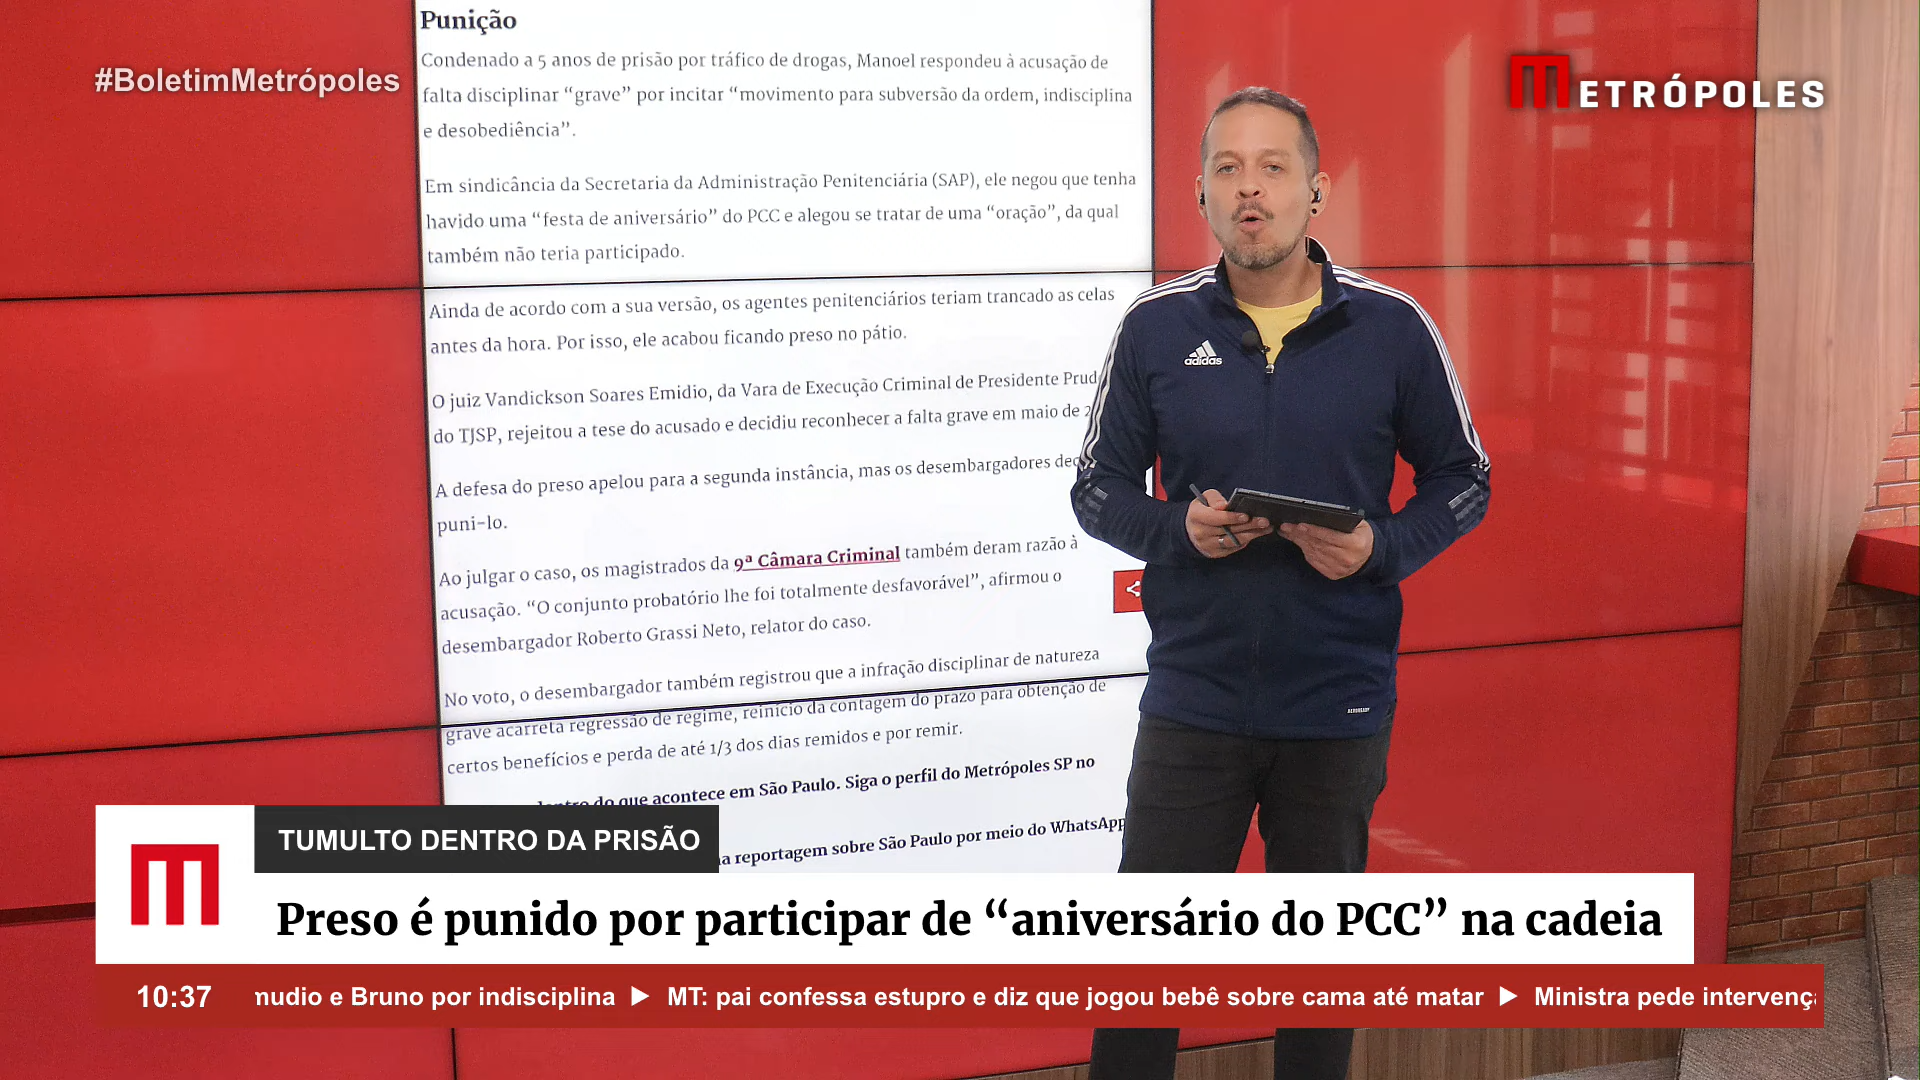 #BoletimMetrópoles
METRÓPOLES
Punição
Condenado a 5 anos de prisão por tráfico de drogas, Manoel respondeu à acusação de
falta disciplinar “grave” por incitar “movimento para subversão da ordem, indisciplina
e desobediência”.
Em sindicância da Secretaria da Administração Penitenciária (SAP), ele negou que tenha
havido uma “festa de aniversário” do PCC e alegou se tratar de uma “oração”, da qual
também não teria participado.
Ainda de acordo com a sua versão, os agentes penitenciários teriam trancado as celas
antes da hora. Por isso, ele acabou ficando preso no pátio.
O juiz Vandickson Soares Emidio, da Vara de Execução Criminal de Presidente Prud
do TJSP, rejeitou a tese do acusado e decidiu reconhecer a falta grave em maio de 2
A defesa do preso apelou para a segunda instância, mas os desembargadores dec
puni-lo.
Ao julgar o caso, os magistrados da 9ª Câmara Criminal também deram razão à
acusação. “O conjunto probatório lhe foi totalmente desfavorável”, afirmou o
desembargador Roberto Grassi Neto, relator do caso.
No voto, o desembargador também registrou que a infração disciplinar de natureza
grave acarreta regressão de regime, reinício da contagem do prazo para obtenção de
certos benefícios e perda de até 1/3 dos dias remidos e por remir.
dentro do que acontece em São Paulo. Siga o perfil do Metrópoles SP no
a reportagem sobre São Paulo por meio do WhatsApp
adidas
AEROREADY
TUMULTO DENTRO DA PRISÃO
M
Preso é punido por participar de “aniversário do PCC” na cadeia
10:37 mudio e Bruno por indisciplina ▶ MT: pai confessa estupro e diz que jogou bebê sobre cama até matar ▶ Ministra pede intervenç